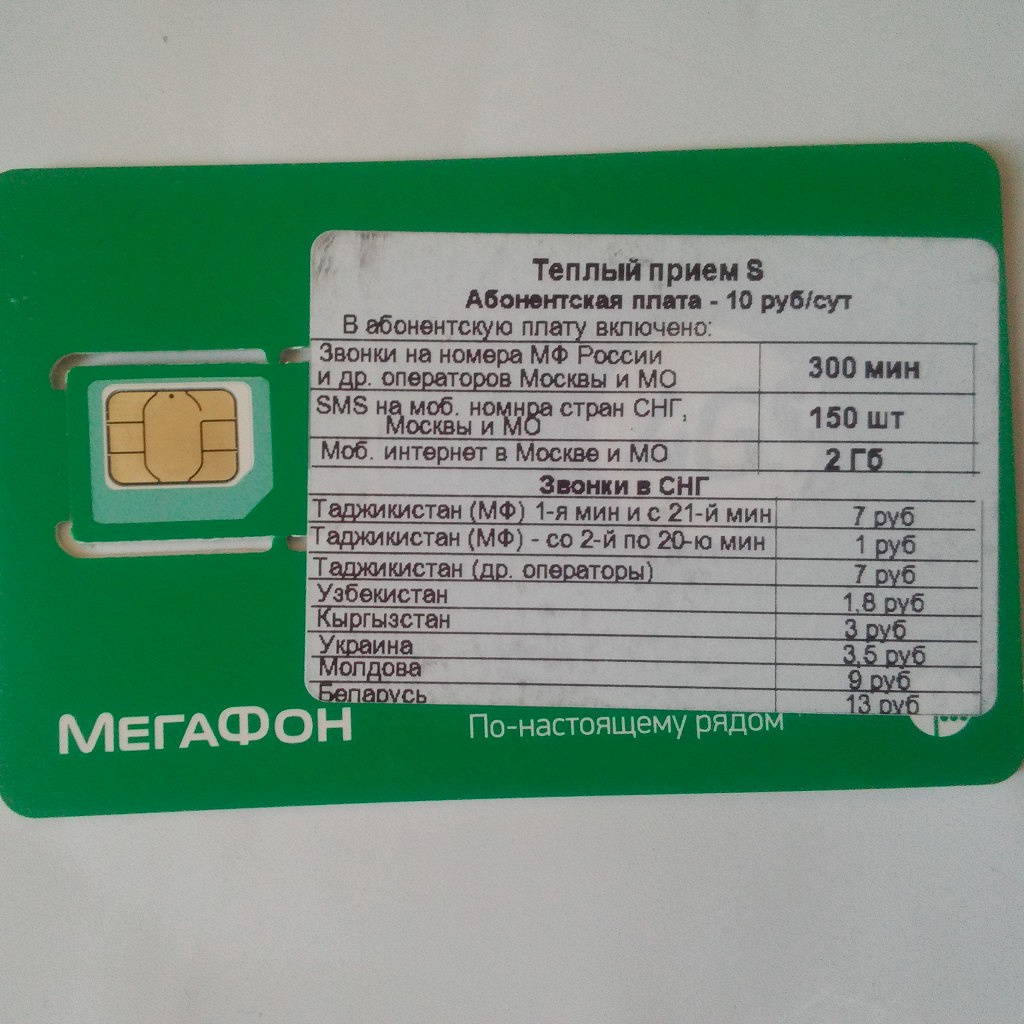 Теплый прием S
Абонентская плата - 10 руб/сут
В абонентскую плату включено:
Звонки на номера МФ России
и др. операторов Москвы и МО 300 мин
SMS на моб. номнра стран СНГ,
Москвы и МО 150 шт
Моб. интернет в Москве и МО 2 Гб
Звонки в СНГ
Таджикистан (МФ) 1-я мин и с 21-й мин 7 руб
Таджикистан (МФ) - со 2-й по 20-ю мин 1 руб
Таджикистан (др. операторы) 7 руб
Узбекистан 1,8 руб
Кыргызстан 3 руб
Украина 3,5 руб
Молдова 9 руб
Беларусь 13 руб
МЕГАФОН По-настоящему рядом